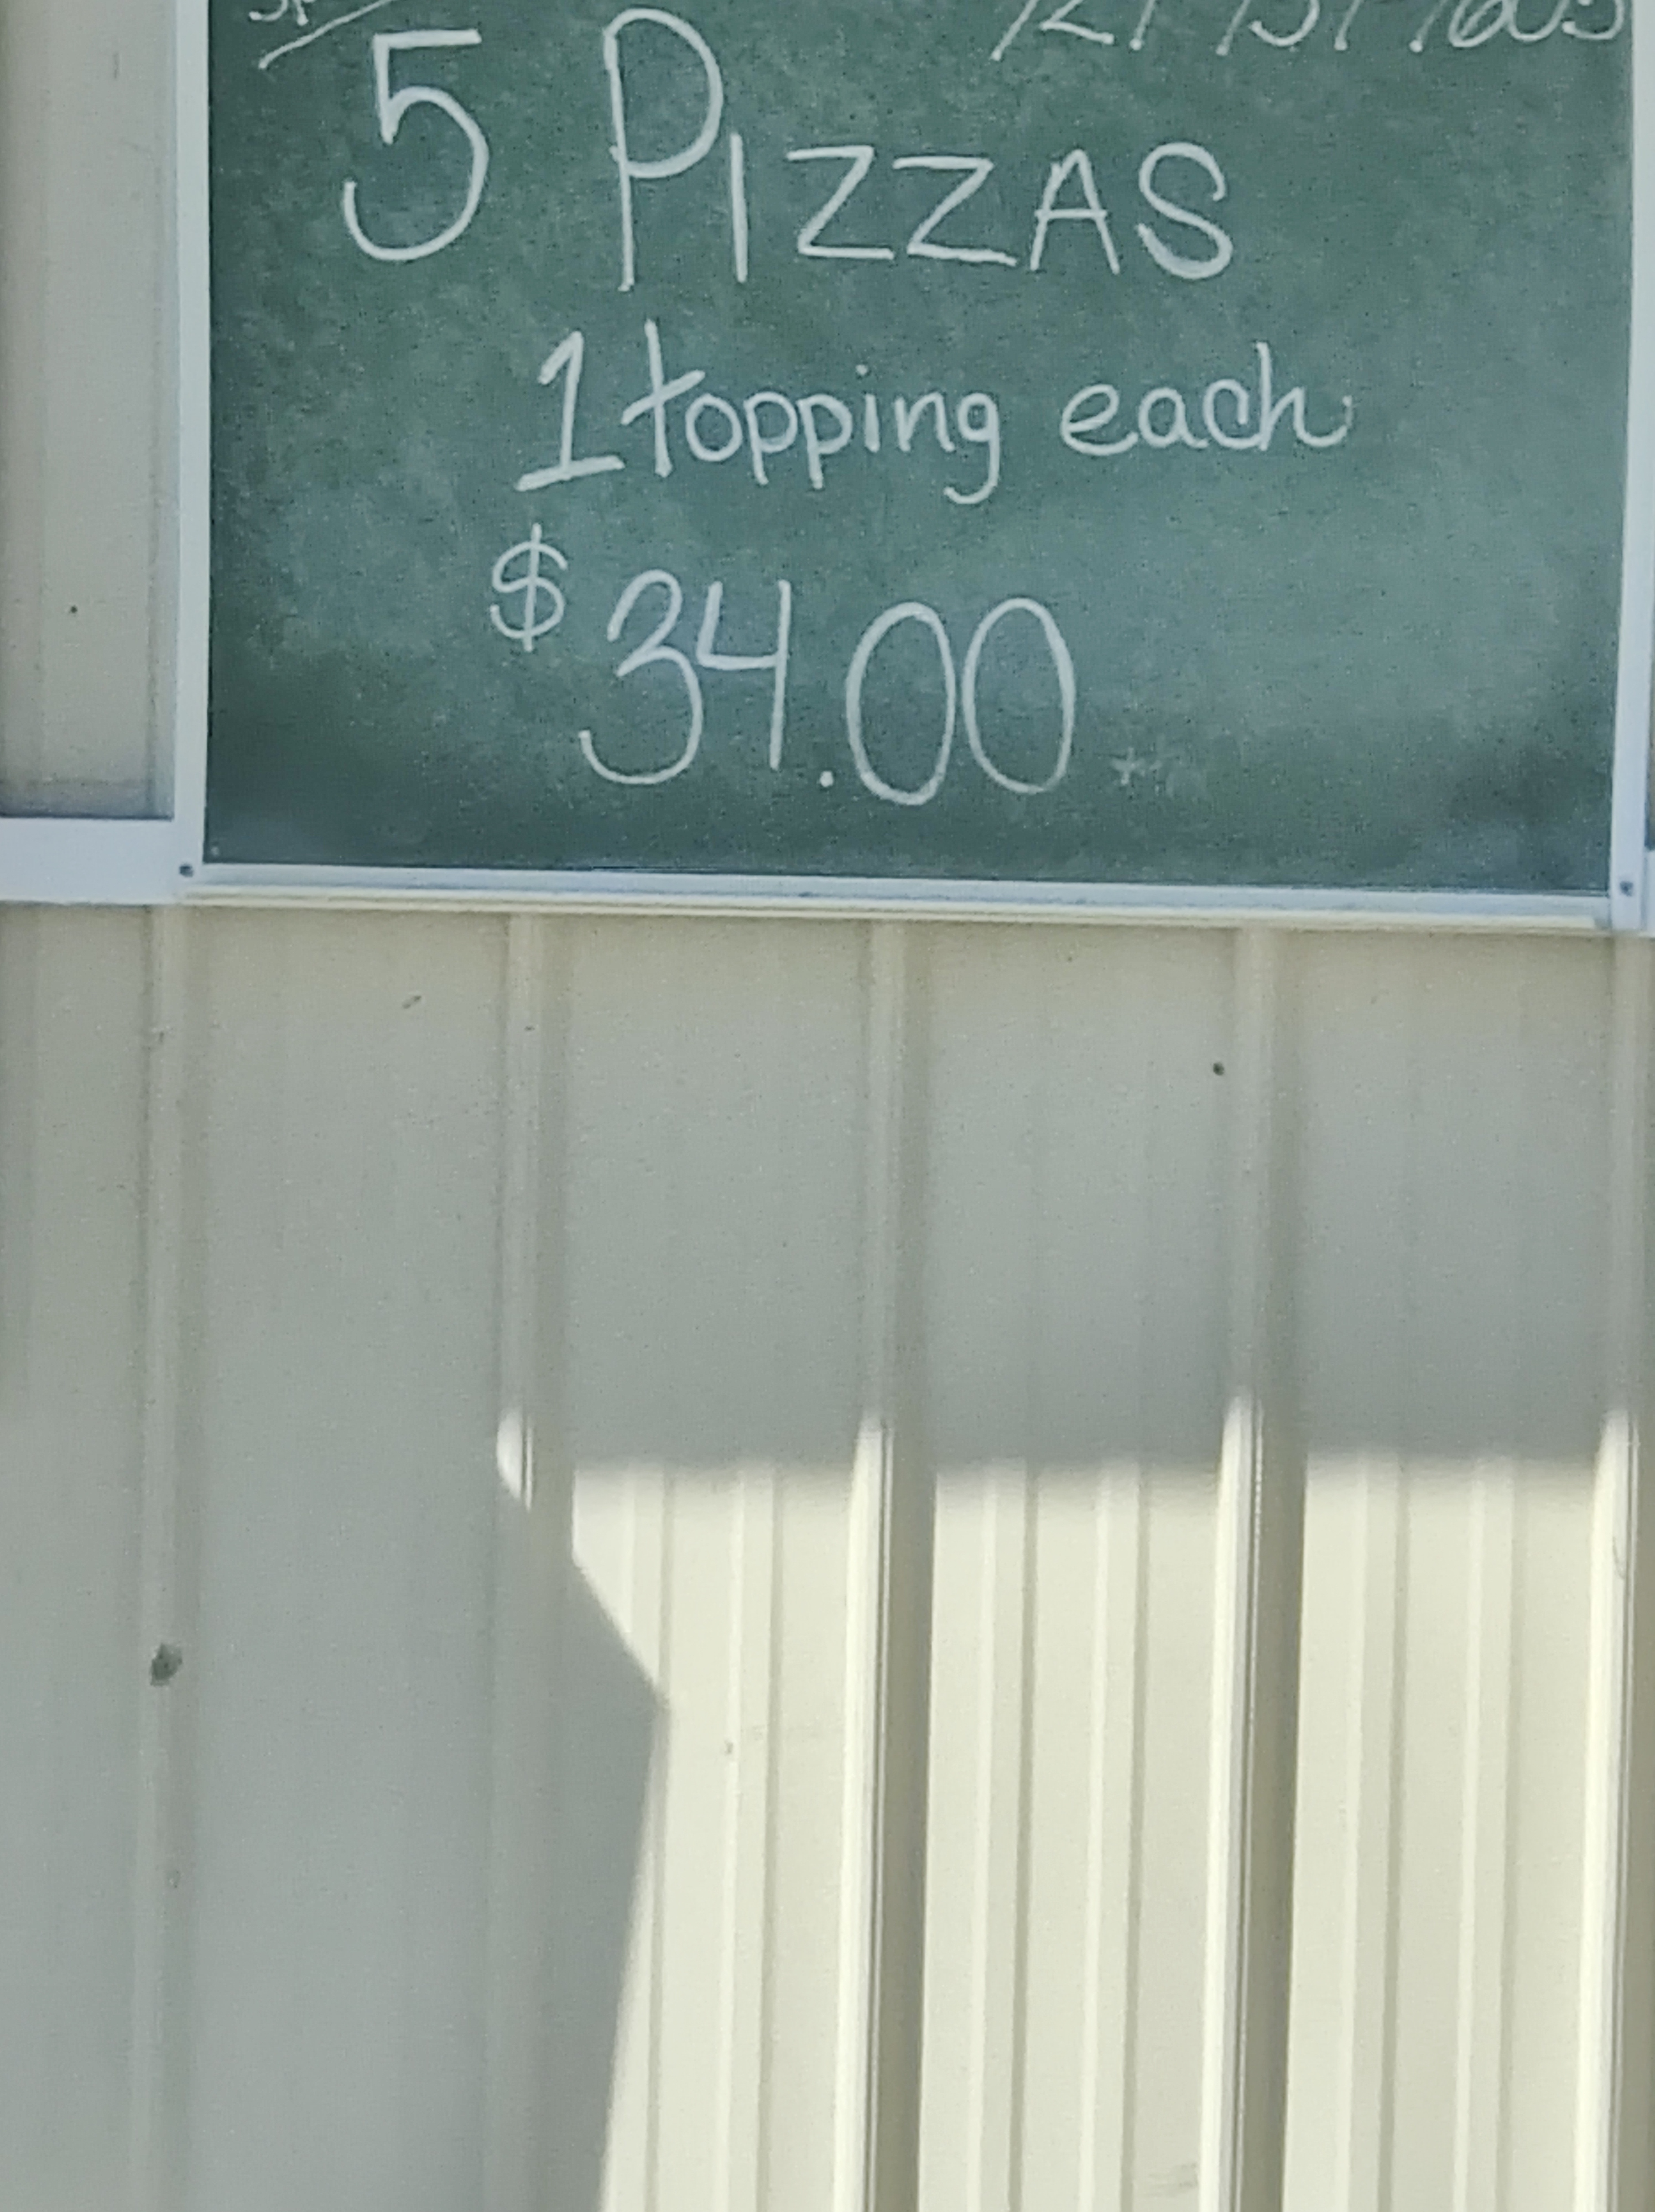 5 PIZZAS
1 topping each
$34.00